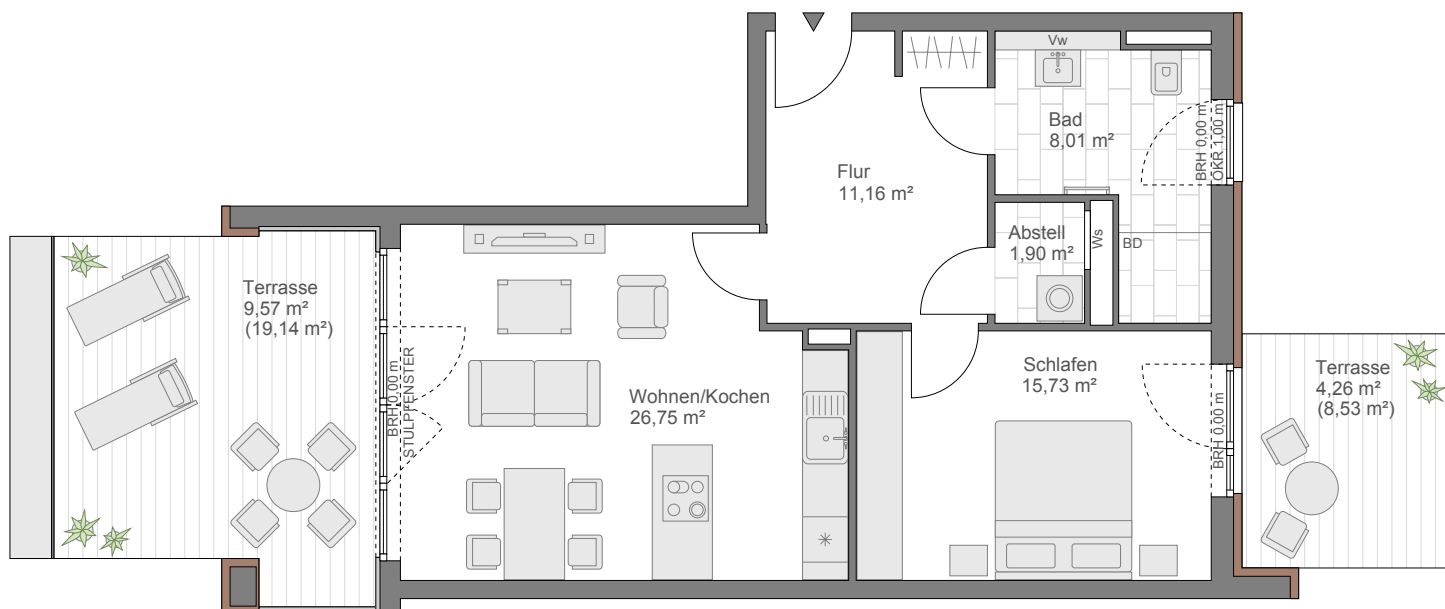 Vw
Bad
8,01 m²
BRH 0,00 m
OKR 1,00 m
Flur
11,16 m²
Abstell
1,90 m²
Ws
BD
Terrasse
9,57 m²
(19,14 m²)
BRH 0,00 m
STULPFENSTER
Wohnen/Kochen
26,75 m²
Schlafen
15,73 m²
BRH 0,00 m
Terrasse
4,26 m²
(8,53 m²)